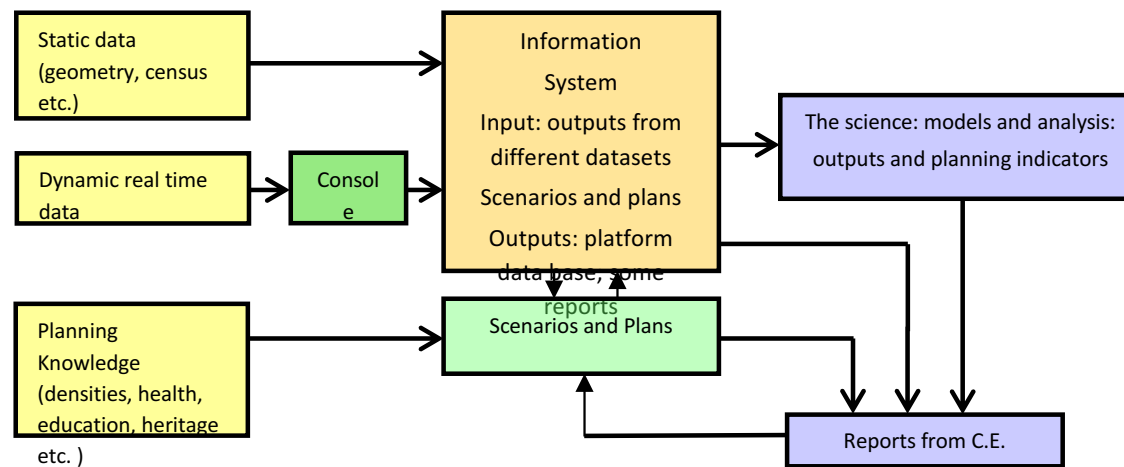 Static data
(geometry, census
etc.)
Dynamic real time
data
Consol
e
Planning
Knowledge
(densities, health,
education, heritage
etc. )
Information
System
Input: outputs from
different datasets
Scenarios and plans
Outputs: platform
data base, some
reports
Scenarios and Plans
The science: models and analysis:
outputs and planning indicators
Reports from C.E.